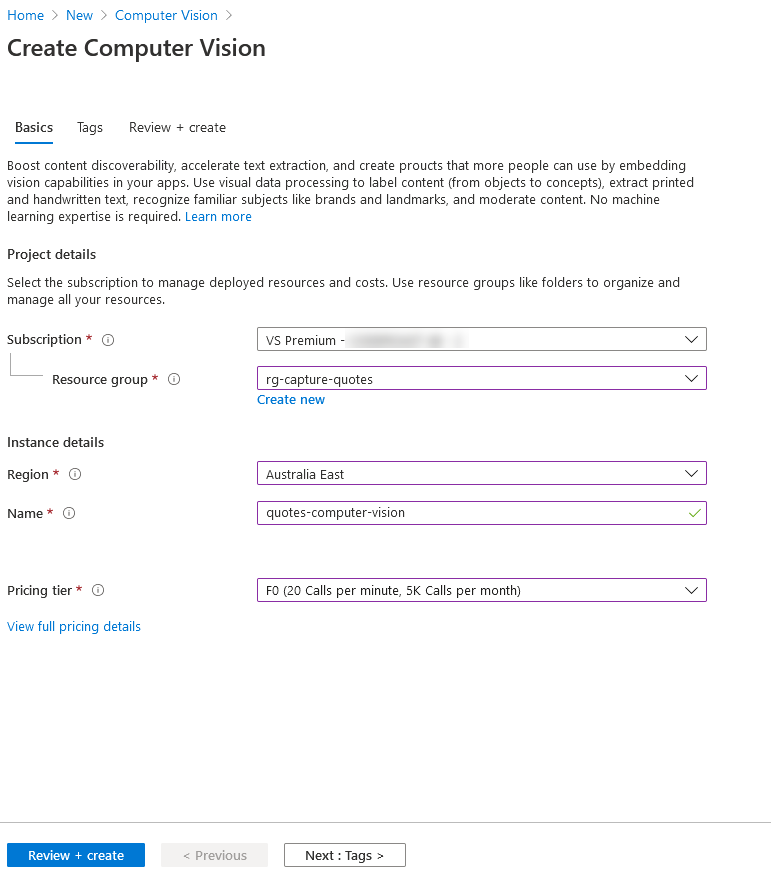 Home > New > Computer Vision >
Create Computer Vision
Basics Tags Review + create
Boost content discoverability, accelerate text extraction, and create proucts that more people can use by embedding
vision capabilities in your apps. Use visual data processing to label content (from objects to concepts), extract printed
and handwritten text, recognize familiar subjects like brands and landmarks, and moderate content. No machine
learning expertise is required. Learn more
Project details
Select the subscription to manage deployed resources and costs. Use resource groups like folders to organize and
manage all your resources.
Subscription * VS Premium -
Resource group * rg-capture-quotes
Create new
Instance details
Region * Australia East
Name * quotes-computer-vision
Pricing tier * F0 (20 Calls per minute, 5K Calls per month)
View full pricing details
Review + create < Previous Next : Tags >